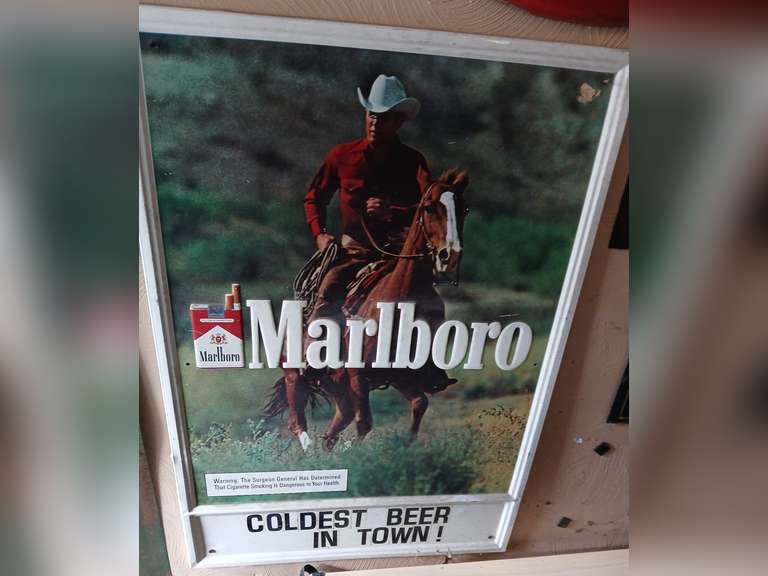 Marlboro
Marlboro
Warning: The Surgeon General Has Determined
That Cigarette Smoking Is Dangerous to Your Health.
COLDEST BEER
IN TOWN!